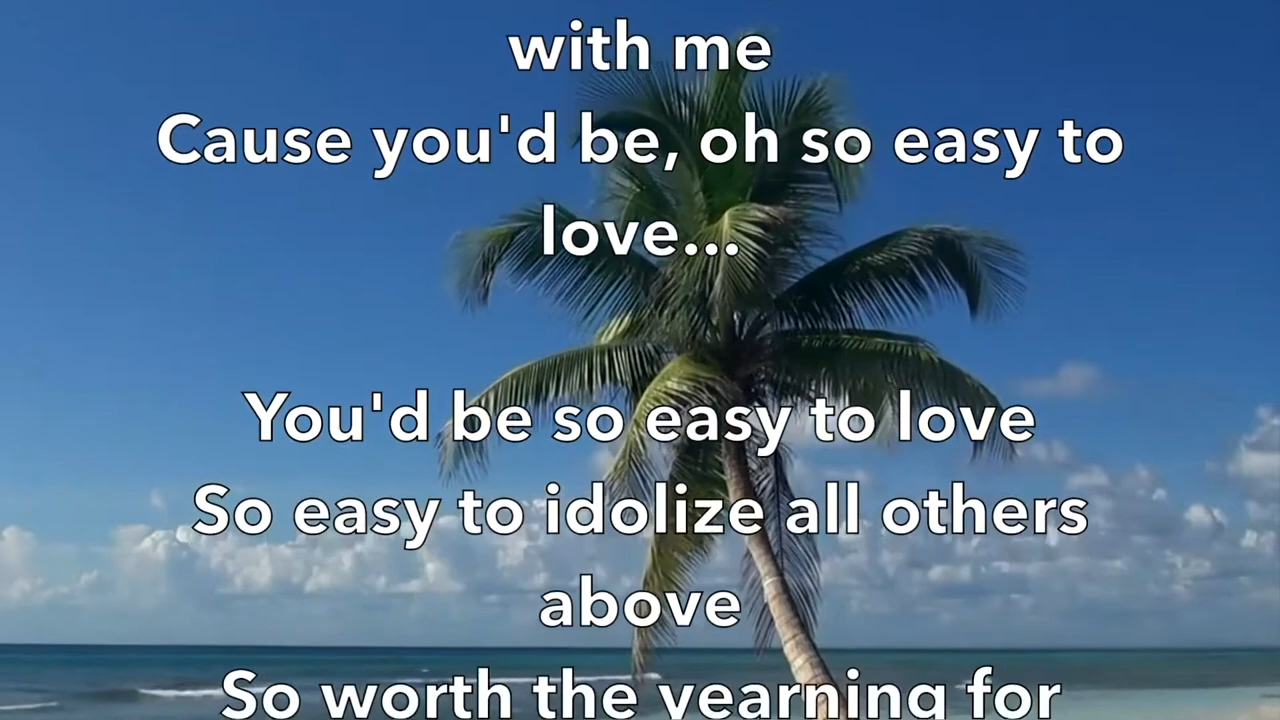 with me
Cause you'd be, oh so easy to
love...
You'd be so easy to love
So easy to idolize all others
above
So worth the yearning for